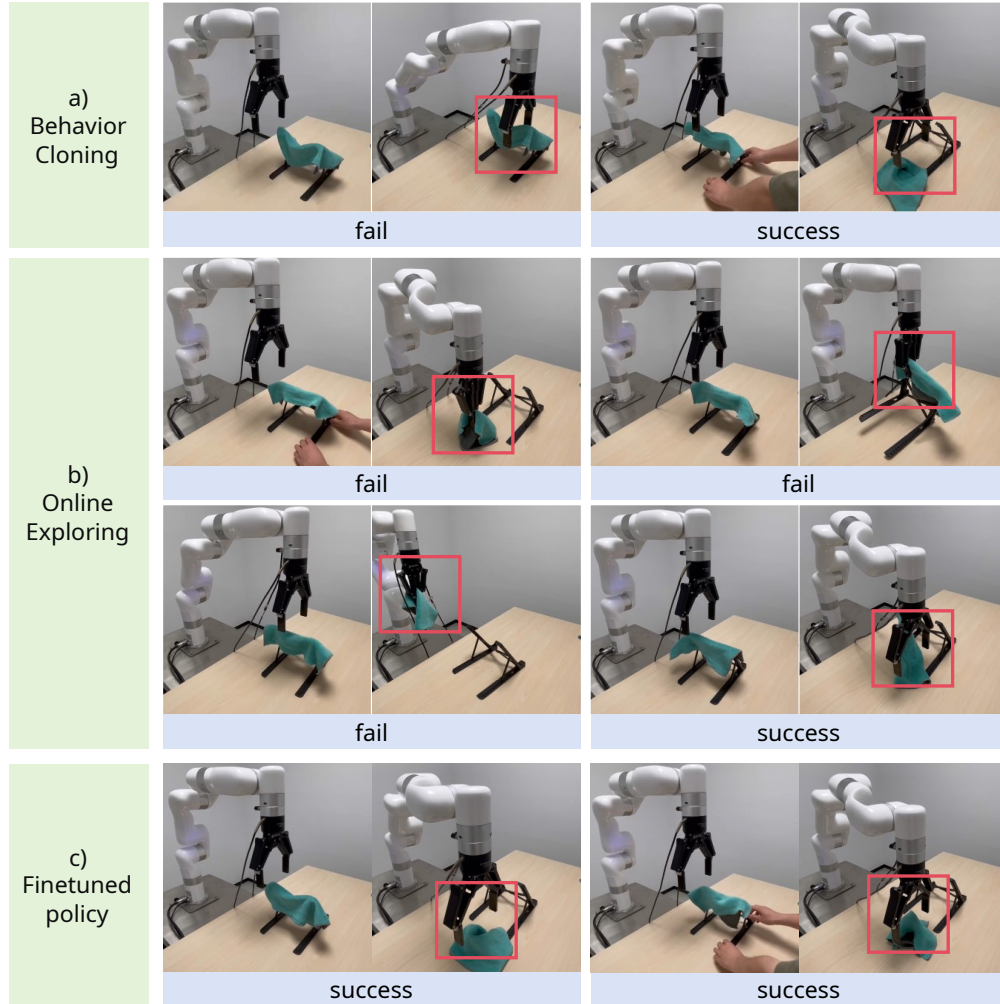 a)
Behavior
Cloning
fail
success
b)
Online
Exploring
fail
fail
fail
success
c)
Finetuned
policy
success
success